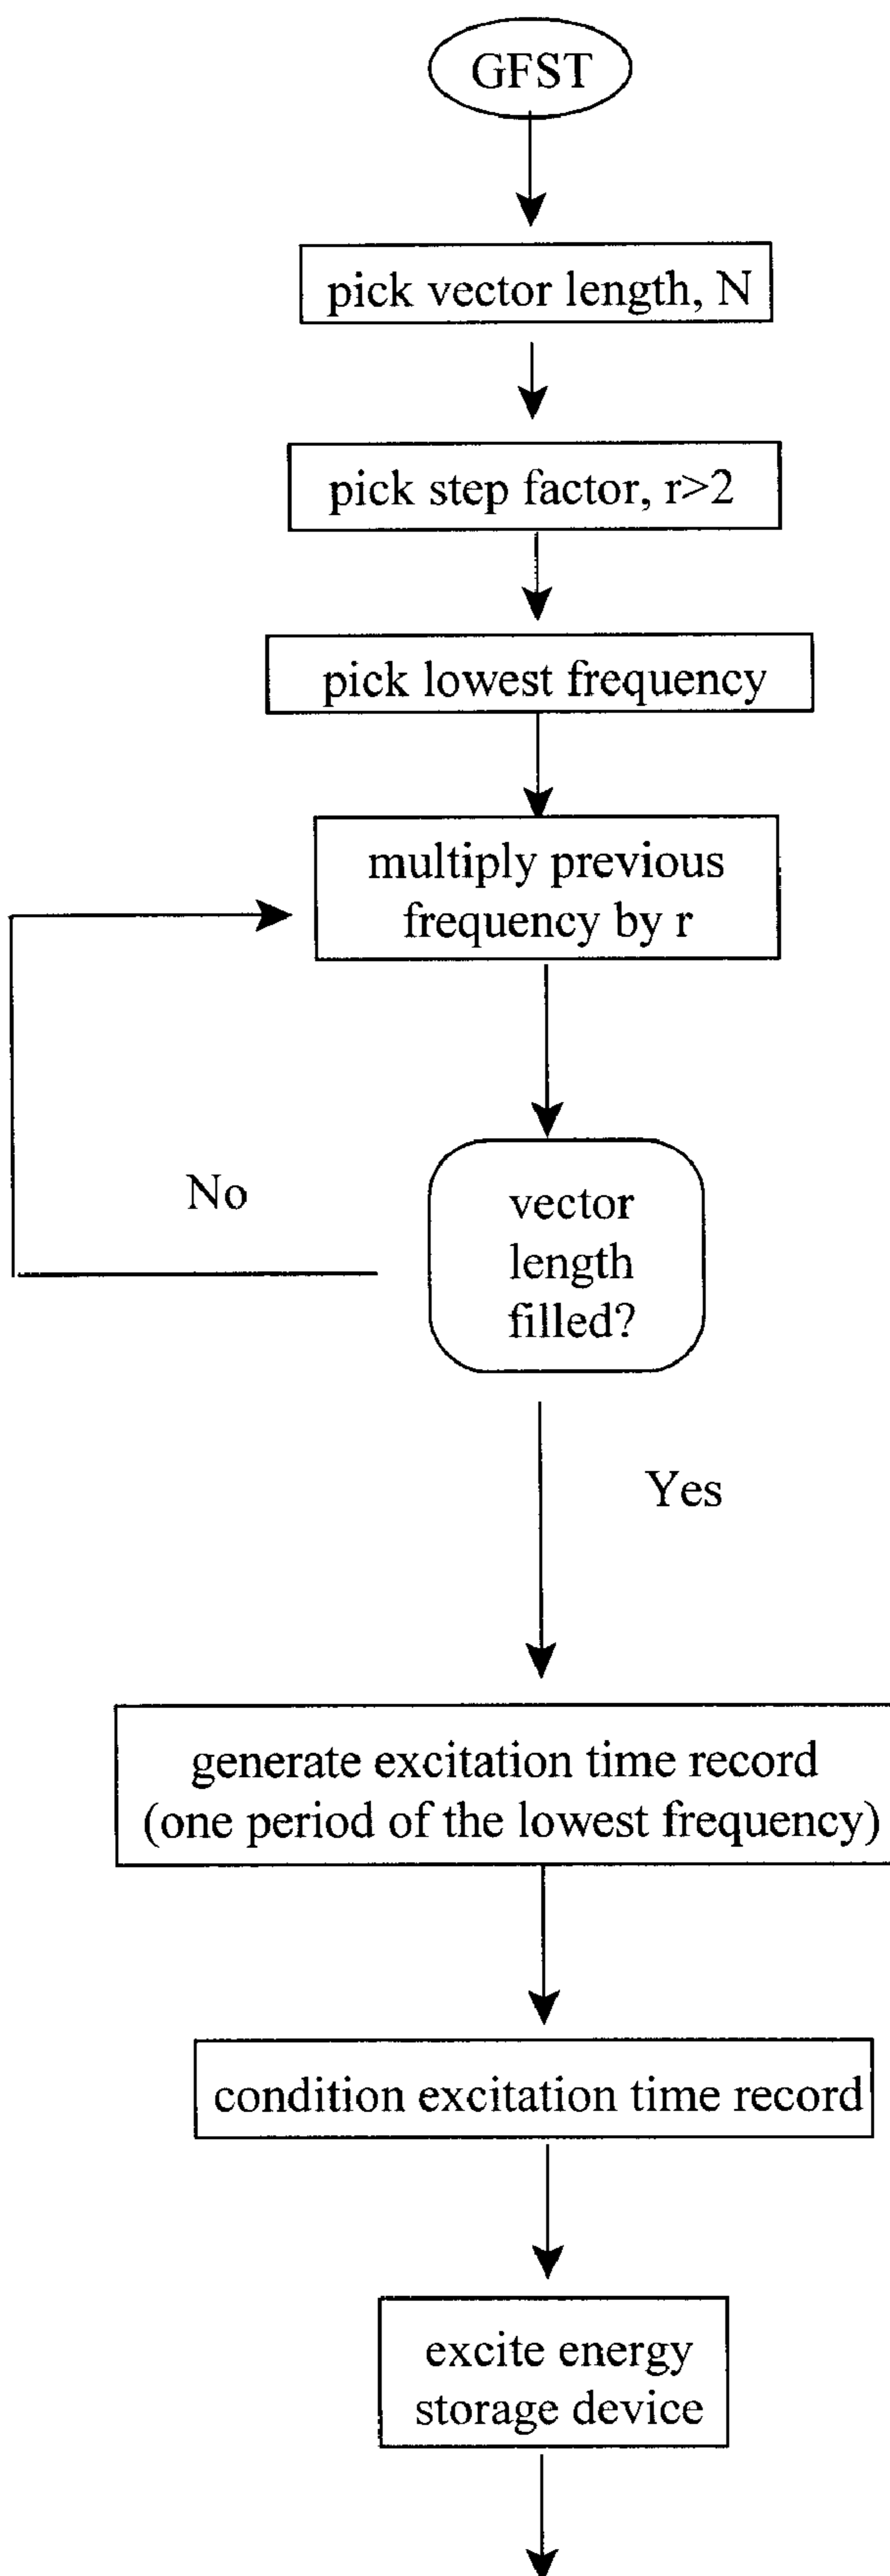 GFST
pick vector length, N
pick step factor, r>2
pick lowest frequency
multiply previous
frequency by r
No
vector
length
filled?
Yes
generate excitation time record
(one period of the lowest frequency)
condition excitation time record
excite energy
storage device